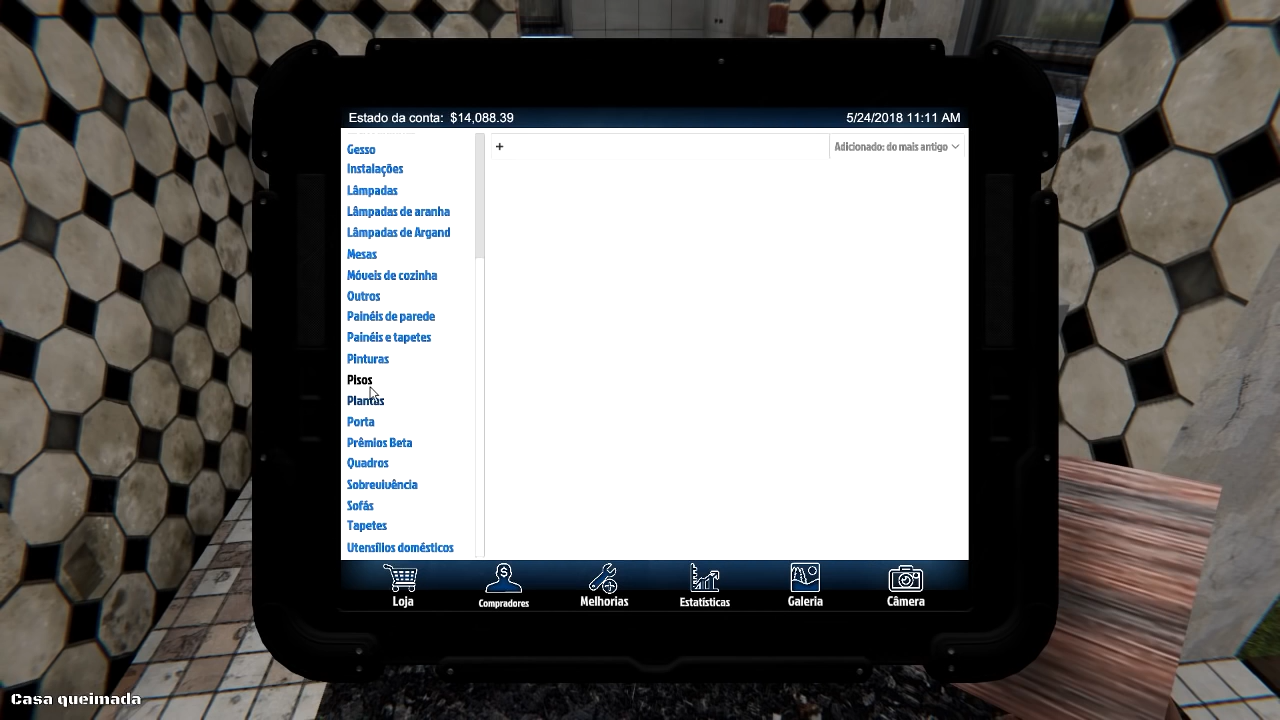 Estado da conta: $14,088.39
5/24/2018 11:11 AM
+
Adicionado: do mais antigo
Gesso
Instalações
Lâmpadas
Lâmpadas de aranha
Lâmpadas de Argand
Mesas
Móveis de cozinha
Outros
Painéis de parede
Painéis e tapetes
Pinturas
Pisos
Plantas
Porta
Prêmios Beta
Quadros
Sobrevivência
Sofás
Tapetes
Utensílios domésticos
Loja
Compradores
Melhorias
Estatísticas
Galeria
Câmera
Casa queimada